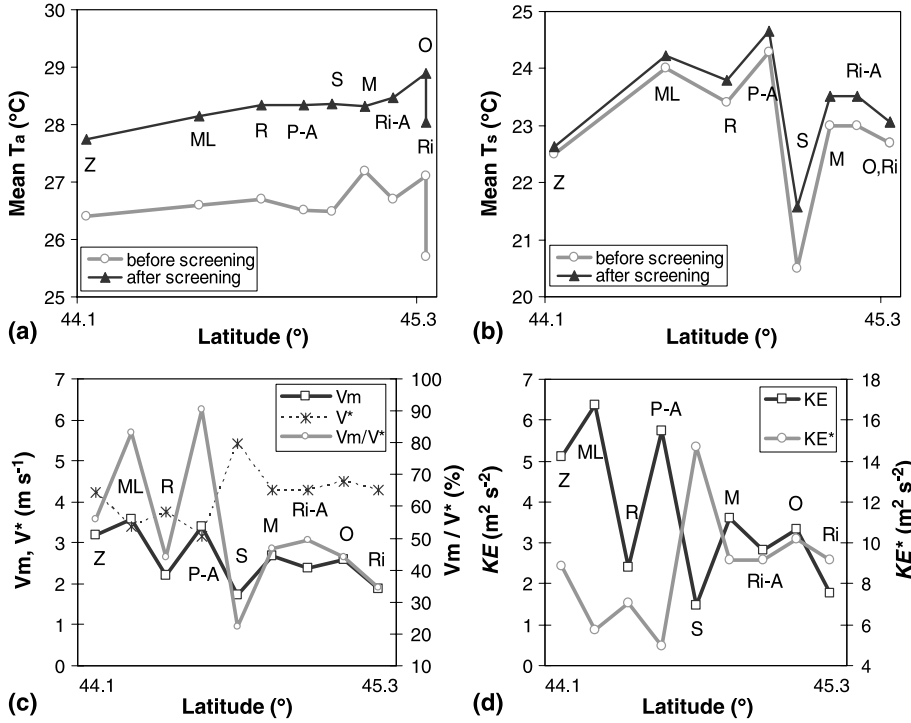 30
29
28
27
26
25
Mean Ta (°C)
Z
ML
R
P-A
S
M
Ri-A
O
Ri
before screening
after screening
44.1
45.3
(a)
Latitude (°)
25
24
23
22
21
20
Mean Ts (°C)
Z
ML
R
P-A
S
M
Ri-A
O,Ri
before screening
after screening
44.1
45.3
(b)
Latitude (°)
7
6
5
4
3
2
1
0
Vm, V* (m s-1)
100
90
80
70
60
50
40
30
20
10
Vm / V* (%)
Vm
V*
Vm/V*
Z
ML
R
P-A
S
M
Ri-A
O
Ri
44.1
45.3
(c)
Latitude (°)
7
6
5
4
3
2
1
0
KE (m2 s-2)
18
16
14
12
10
8
6
4
KE* (m2 s-2)
KE
KE*
Z
ML
R
P-A
S
M
Ri-A
O
Ri
44.1
45.3
(d)
Latitude (°)